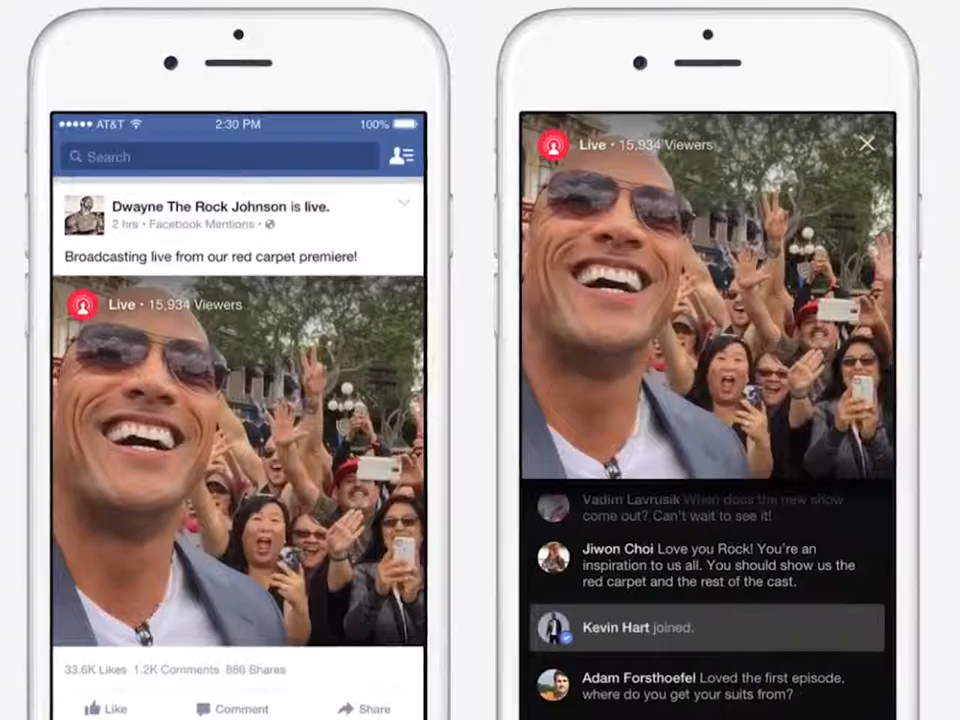 AT&T 2:30 PM 100%
Search
Dwayne The Rock Johnson is live.
2 hrs • Facebook Mentions •
Broadcasting live from our red carpet premiere!
Live • 15,934 Viewers
33.6K Likes 1.2K Comments 886 Shares
Like Comment Share
Live • 15,934 Viewers
Vadim Lavrusik When does the new show
come out? Can't wait to see it!
Jiwon Choi Love you Rock! You're an
inspiration to us all. You should show us the
red carpet and the rest of the cast.
Kevin Hart joined.
Adam Forsthoefel Loved the first episode,
where do you get your suits from?